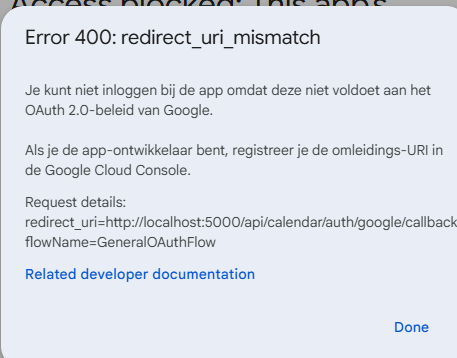 Access blocked: This app's
Error 400: redirect_uri_mismatch
Je kunt niet inloggen bij de app omdat deze niet voldoet aan het
OAuth 2.0-beleid van Google.
Als je de app-ontwikkelaar bent, registreer je de omleidings-URI in
de Google Cloud Console.
Request details:
redirect_uri=http://localhost:5000/api/calendar/auth/google/callback
flowName=GeneralOAuthFlow
Related developer documentation
Done